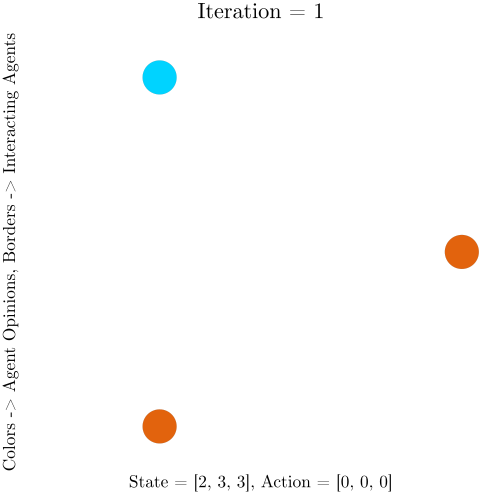 Iteration = 1
Colors -> Agent Opinions, Borders -> Interacting Agents
State = [2, 3, 3], Action = [0, 0, 0]